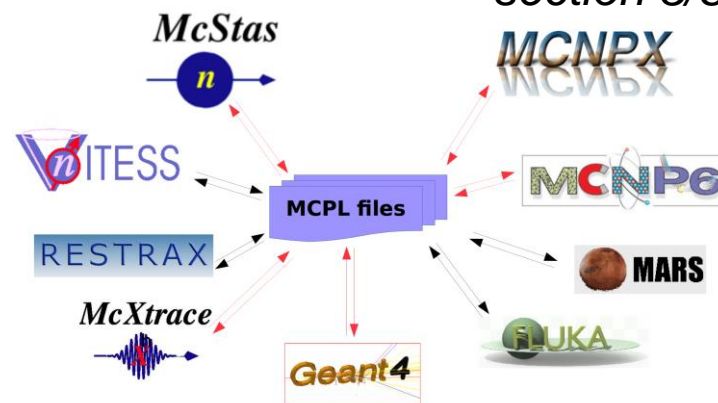 McStas
n
MCNPX
VITESS
n
MCPL files
MCNP6
RESTRAX
MARS
McXtrace
X
Geant4
FLUKA